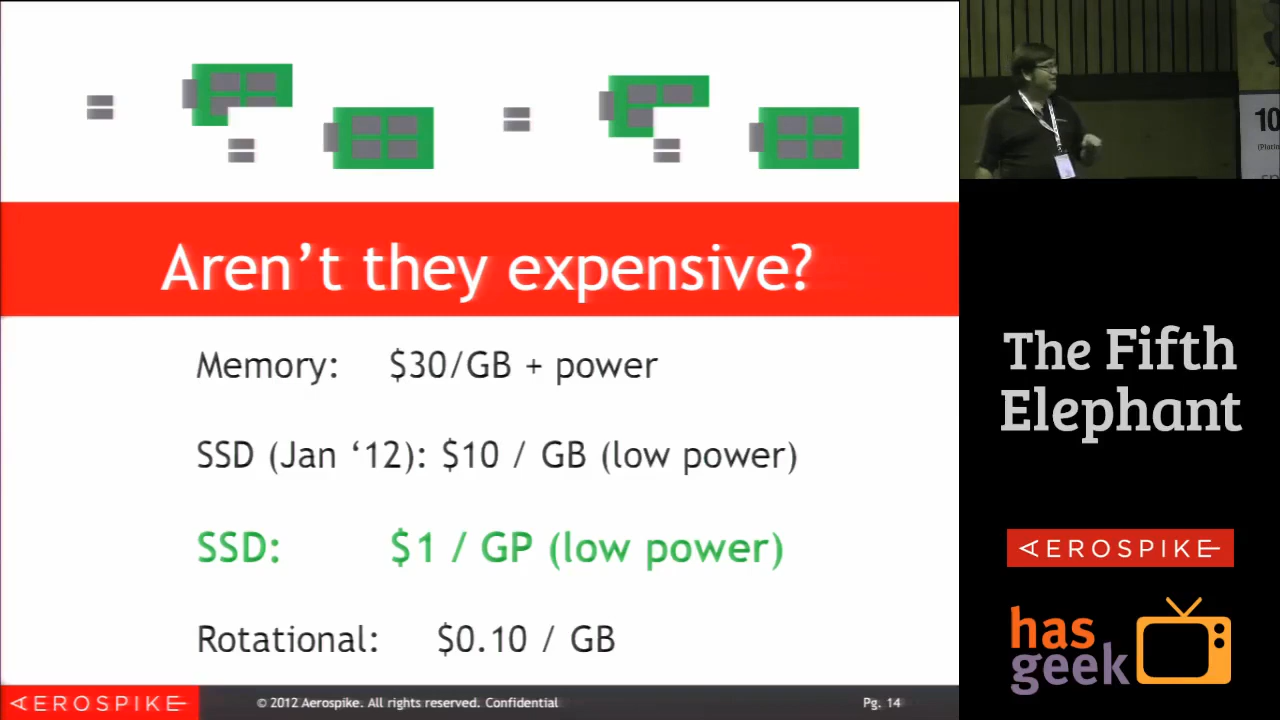 Aren't they expensive?
Memory: $30/GB + power
SSD (Jan ‘12): $10 / GB (low power)
SSD: $1 / GP (low power)
Rotational: $0.10 / GB
AEROSPIKE
© 2012 Aerospike. All rights reserved. Confidential
Pg. 14
10
The Fifth
Elephant
AEROSPIKE
has
geek